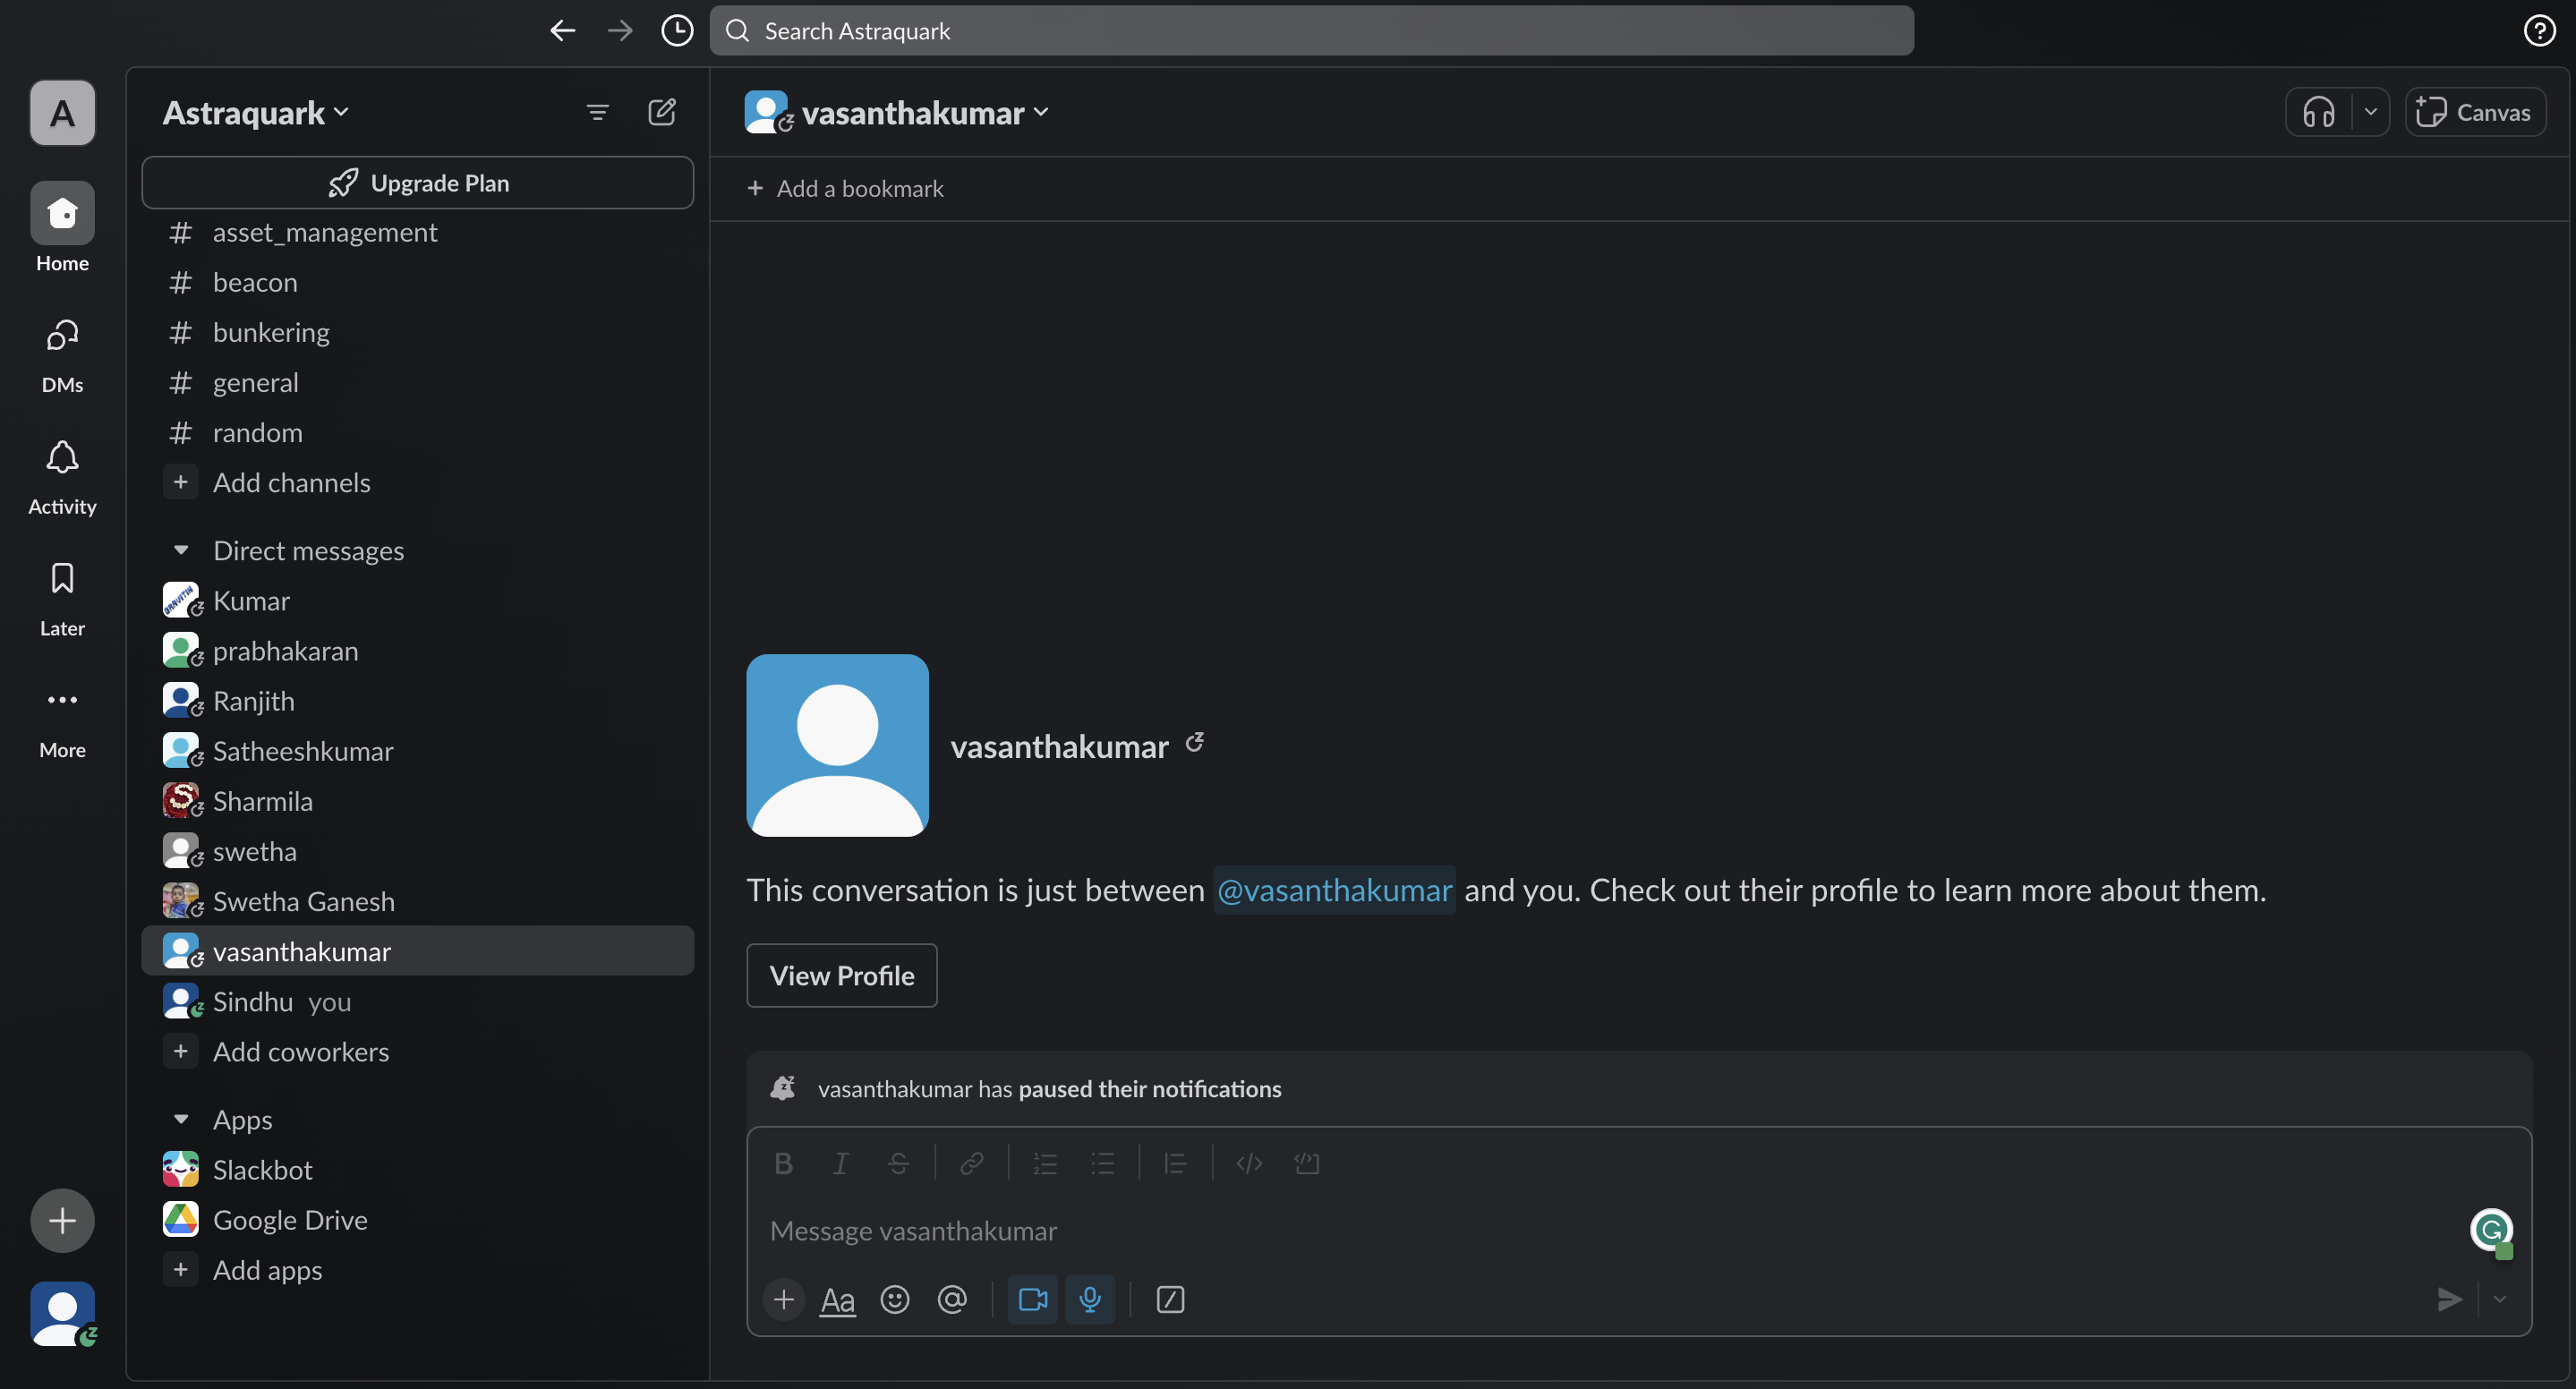 Search Astraquark
A
Home
DMs
Activity
Later
More
Astraquark
Upgrade Plan
# asset_management
# beacon
# bunkering
# general
# random
+ Add channels
Direct messages
Kumar
prabhakaran
Ranjith
Satheeshkumar
Sharmila
swetha
Swetha Ganesh
vasanthakumar
Sindhu you
+ Add coworkers
Apps
Slackbot
Google Drive
+ Add apps
vasanthakumar
Canvas
+ Add a bookmark
vasanthakumar
This conversation is just between @vasanthakumar and you. Check out their profile to learn more about them.
View Profile
vasanthakumar has paused their notifications
B I S
Message vasanthakumar
+ Aa @